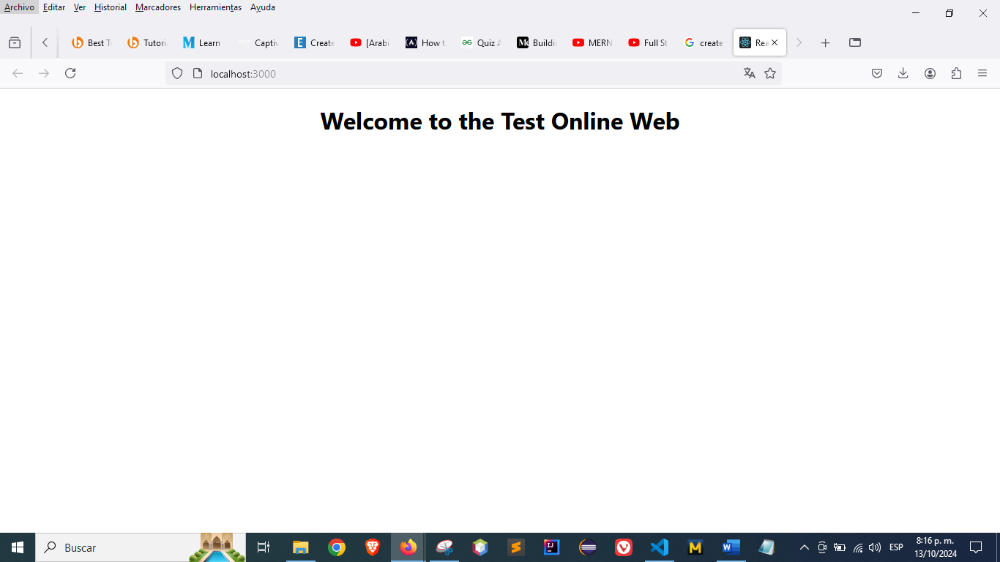 Archivo Editar Ver Historial Marcadores Herramientas Ayuda
Best T Tutori Learn Captiv Create [Arabi How t Quiz A Buildin MERN Full St create Rea
localhost:3000
Welcome to the Test Online Web
Buscar
ESP
8:16 p. m.
13/10/2024